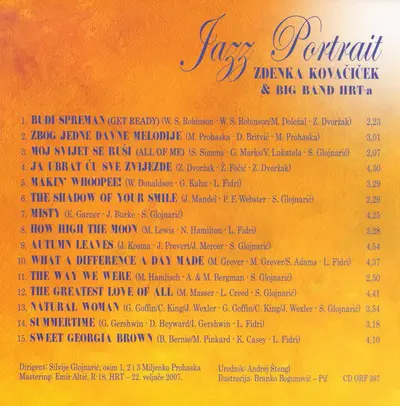 Jazz Portrait
ZDENKA KOVAČIČEK
& BIG BAND HRT-a
1. BUDI SPREMAN (GET READY) (W. S. Robinson - W. S. Robinson/M. Doležal - Z. Dvoržak) 2,23
2. ZBOG JEDNE DAVNE MELODIJE (M. Prohaska - D. Britvić - M. Prohaska) 3,01
3. MOJ SVIJET SE RUŠI (ALL OF ME) (S. Simons - G. Marks/V. Lukatela - S. Glojnarić) 2,07
4. JA UBRAT ĆU SVE ZVIJEZDE (Z. Dvoržak - Ž. Fočić - Z. Dvoržak) 4,30
5. MAKIN' WHOOPEE! (W. Donaldson - G. Kahn - L. Fidri) 3,29
6. THE SHADOW OF YOUR SMILE (J. Mandel - P. F. Webster - S. Glojnarić) 2,29
7. MISTY (E. Garner - J. Burke - S. Glojnarić) 4,25
8. HOW HIGH THE MOON (M. Lewis - N. Hamilton - L. Fidri) 3,28
9. AUTUMN LEAVES (J. Kosma - J. Prevert/J. Mercer - S. Glojnarić) 3,54
10. WHAT A DIFFERENCE A DAY MADE (M. Grever - M. Grever/S. Adams - L. Fidri) 4,37
11. THE WAY WE WERE (M. Hamlisch - A. & M. Bergman - S. Glojnarić) 2,50
12. THE GREATEST LOVE OF ALL (M. Masser - L. Creed - S. Glojnarić) 4,41
13. NATURAL WOMAN (G. Goffin/C. King/J. Wexler - G. Goffin/C. King/J. Wexler - S. Glojnarić) 3,54
14. SUMMERTIME (G. Gershwin - D. Heyward/I. Gershwin - L. Fidri) 3,18
15. SWEET GEORGIA BROWN (B. Bernie/M. Pinkard - K. Casey - L. Fidri) 4,10
Dirigent: Silvije Glojnarić, osim 1, 2 i 3 Miljenko Prohaska Urednik: Andrej Štengl
Mastering: Emir Altić, R-18, HRT – 22. veljače 2007. Ilustracija: Branko Bogunović – Pif CD ORF 397